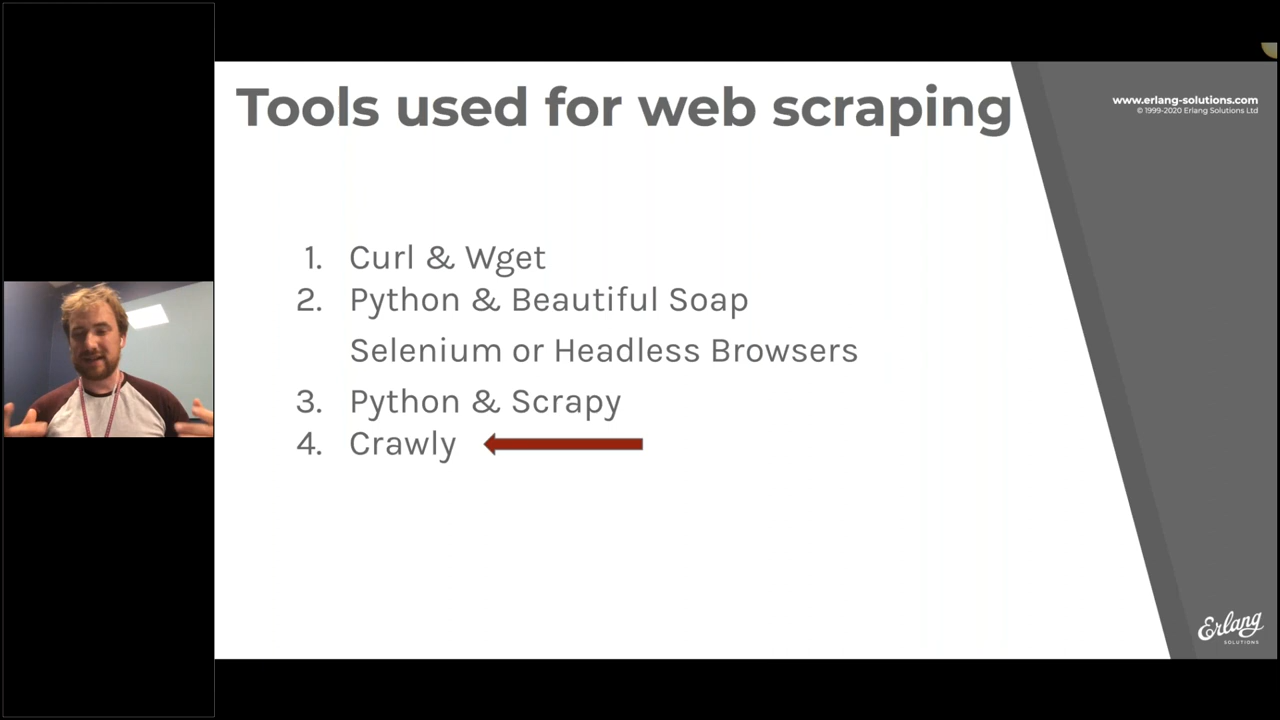 Tools used for web scraping
www.erlang-solutions.com
© 1999-2020 Erlang Solutions Ltd
1. Curl & Wget
2. Python & Beautiful Soap
Selenium or Headless Browsers
3. Python & Scrapy
4. Crawly
Erlang
SOLUTIONS